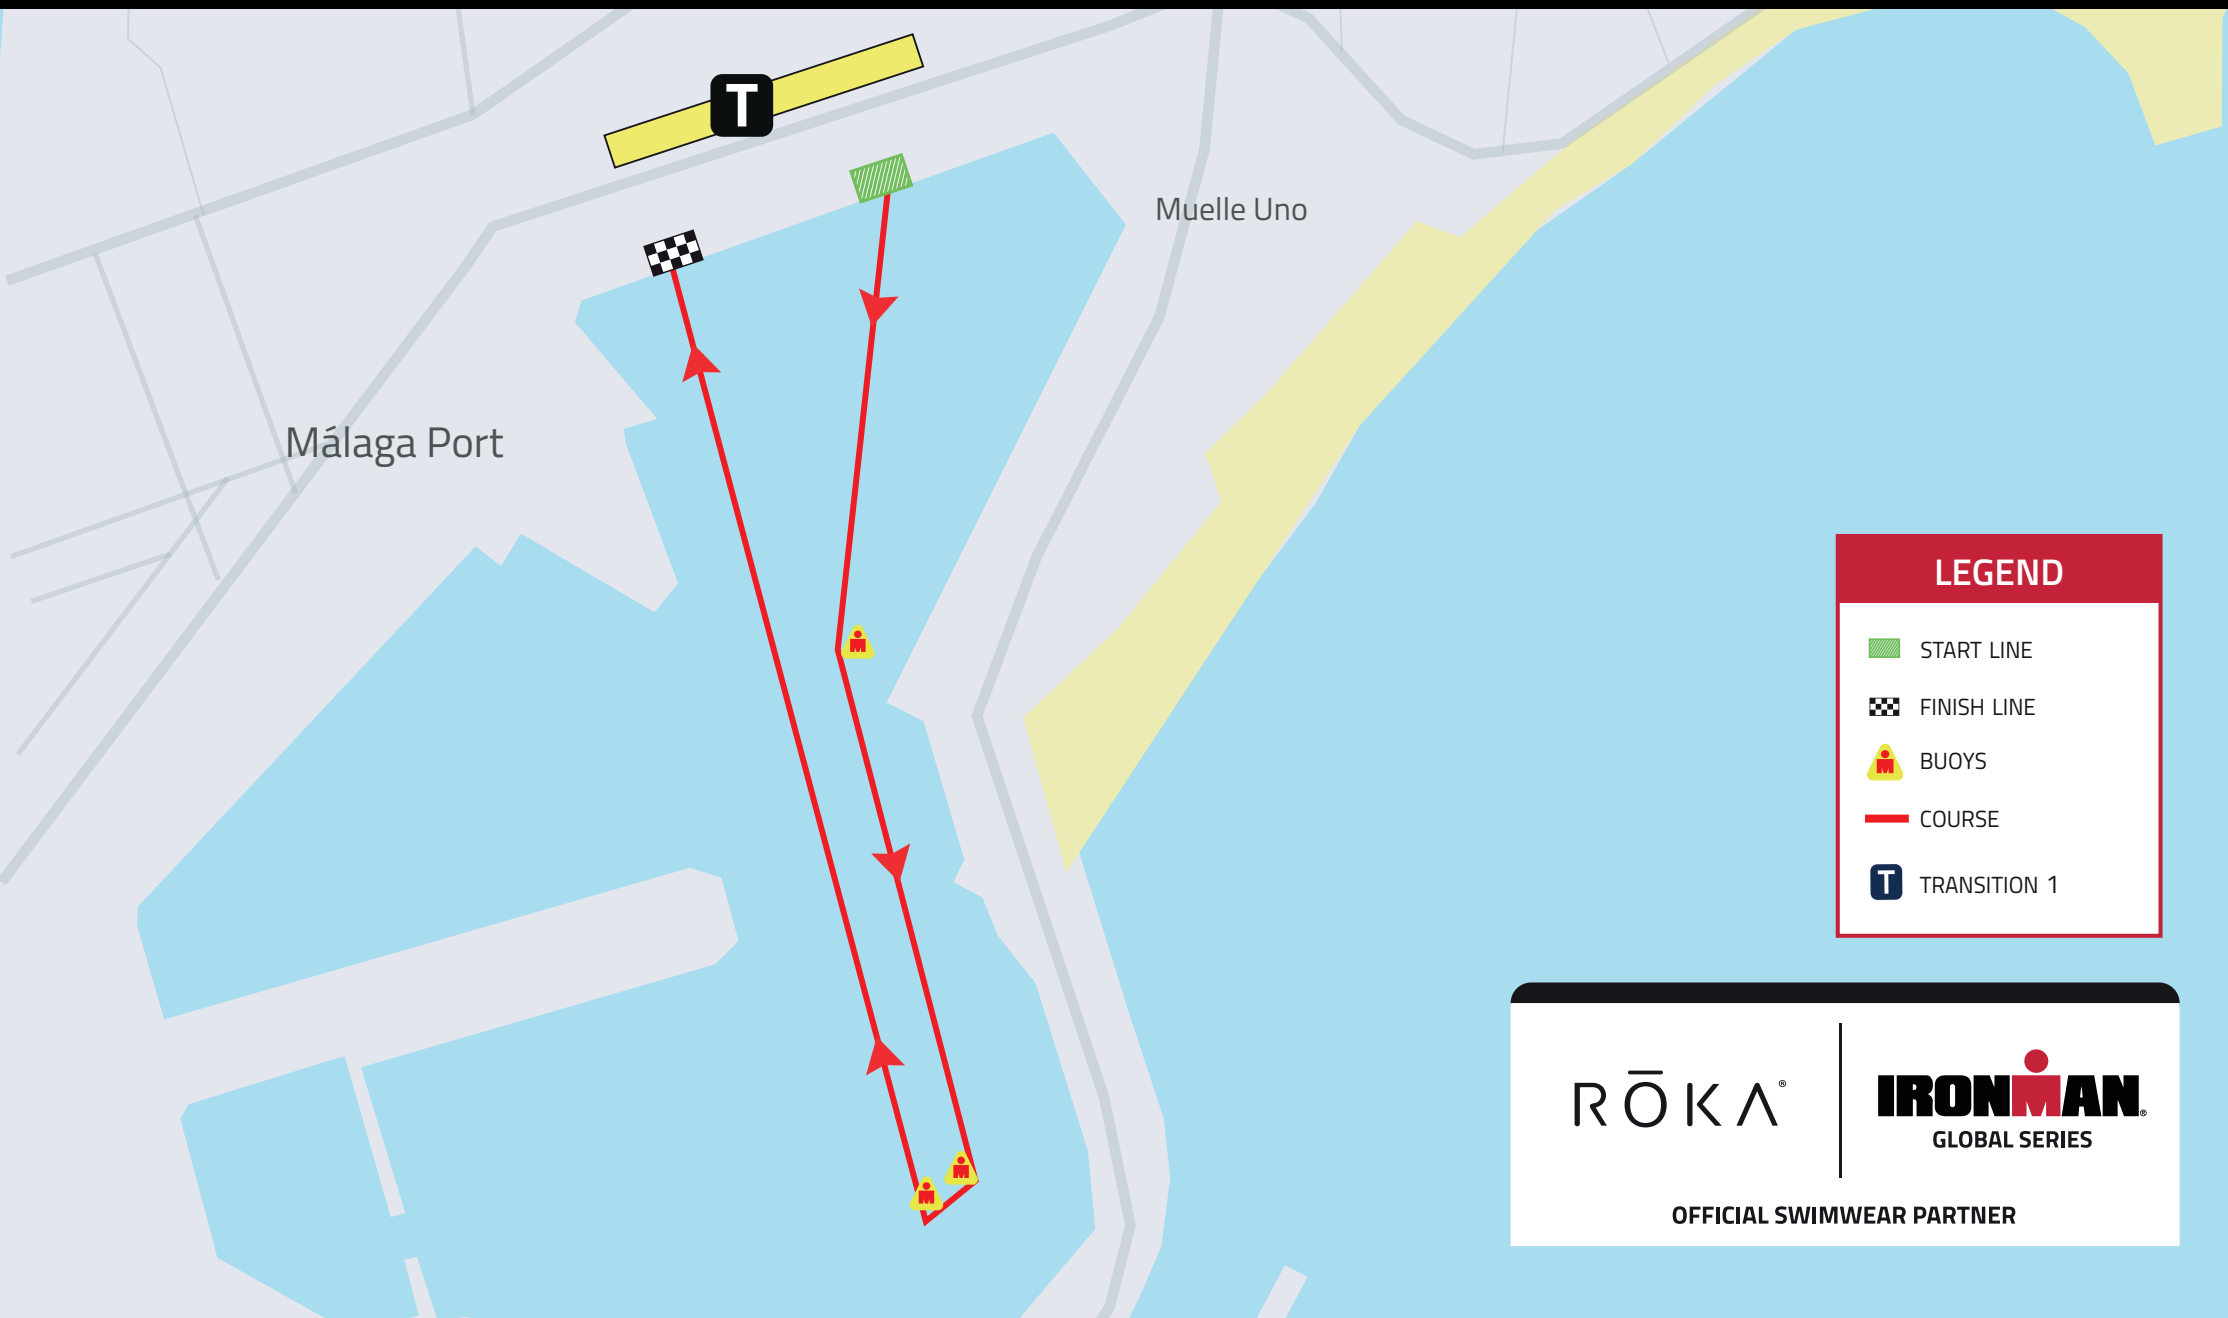 T
Muelle Uno
Málaga Port
LEGEND
START LINE
FINISH LINE
BUOYS
COURSE
T TRANSITION 1
RŌKA®
IRONMAN®
GLOBAL SERIES
OFFICIAL SWIMWEAR PARTNER